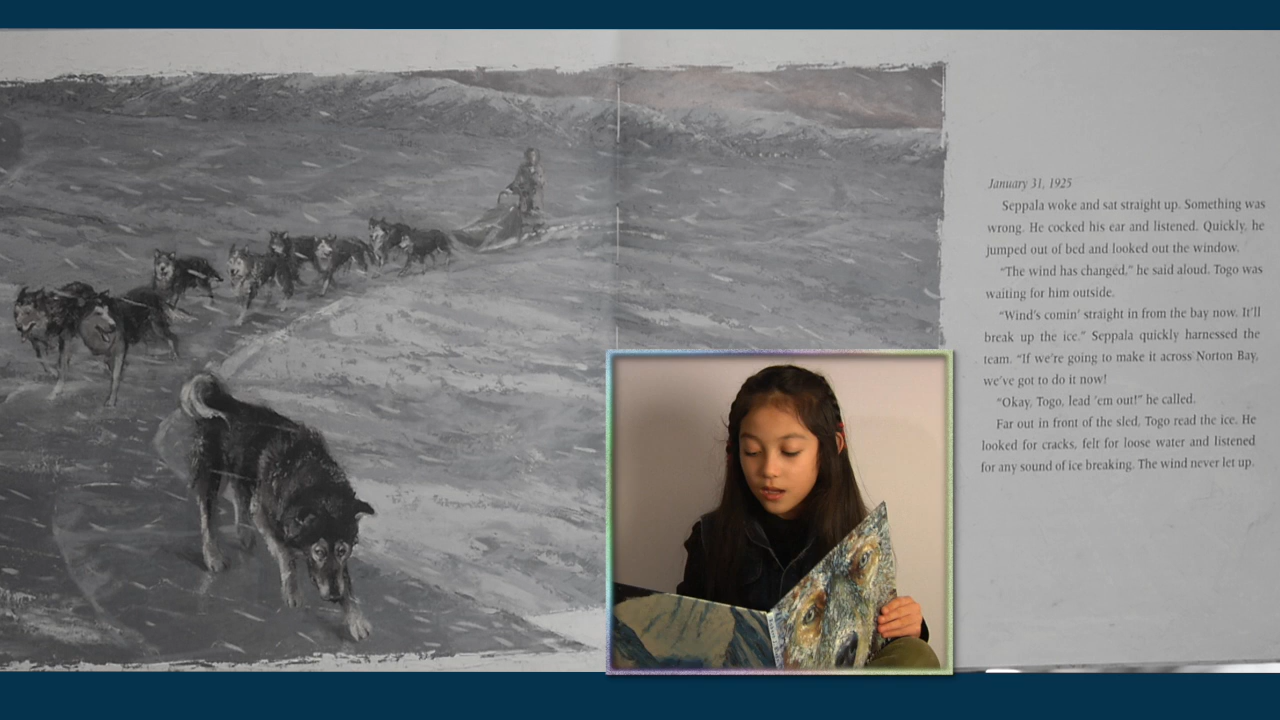 January 31, 1925
Seppala woke and sat straight up. Something was
wrong. He cocked his ear and listened. Quickly, he
jumped out of bed and looked out the window.
“The wind has changed,” he said aloud. Togo was
waiting for him outside.
“Wind’s comin’ straight in from the bay now. It’ll
break up the ice.” Seppala quickly harnessed the
team. “If we’re going to make it across Norton Bay,
we’ve got to do it now!
“Okay, Togo, lead ’em out!” he called.
Far out in front of the sled, Togo read the ice. He
looked for cracks, felt for loose water and listened
for any sound of ice breaking. The wind never let up.